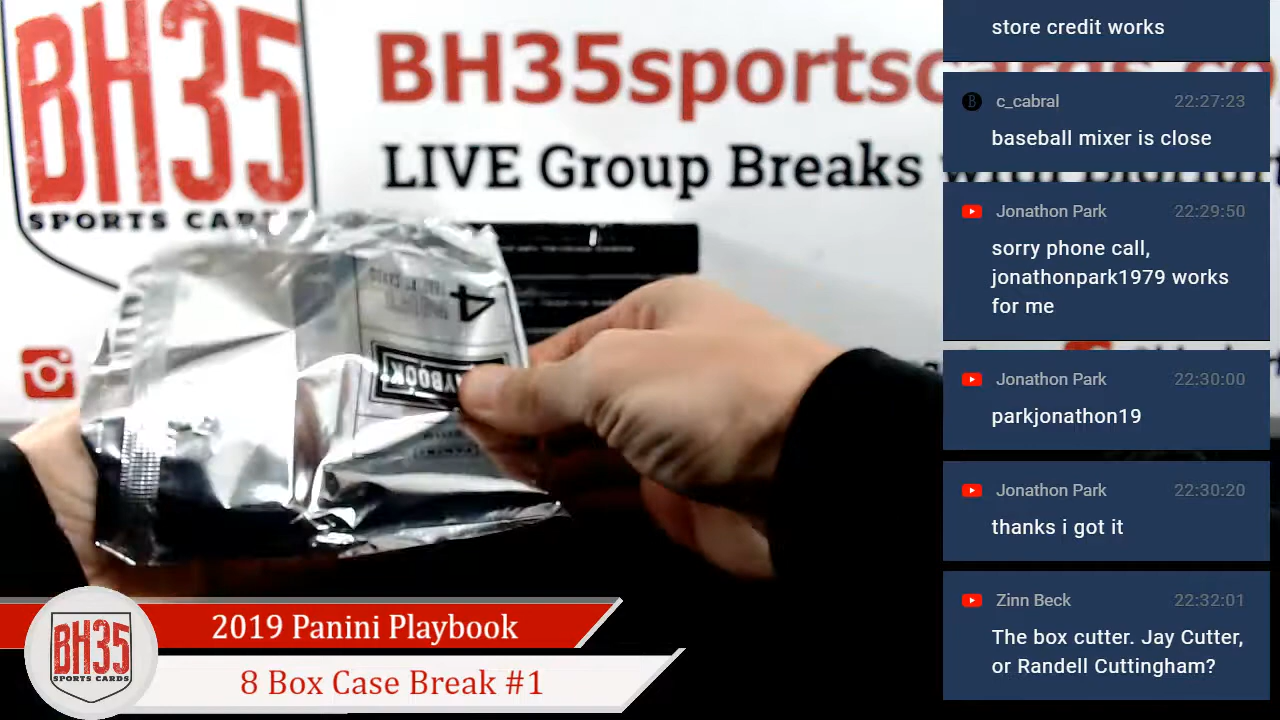 BH35
SPORTS CARDS
BH35sportscards.co
LIVE Group Breaks
4
PLAYBOOK
store credit works
c_cabral 22:27:23
baseball mixer is close
Jonathon Park 22:29:50
sorry phone call,
jonathonpark1979 works
for me
Jonathon Park 22:30:00
parkjonathon19
Jonathon Park 22:30:20
thanks i got it
Zinn Beck 22:32:01
The box cutter. Jay Cutter,
or Randell Cuttingham?
BH35
SPORTS CARDS
2019 Panini Playbook
8 Box Case Break #1